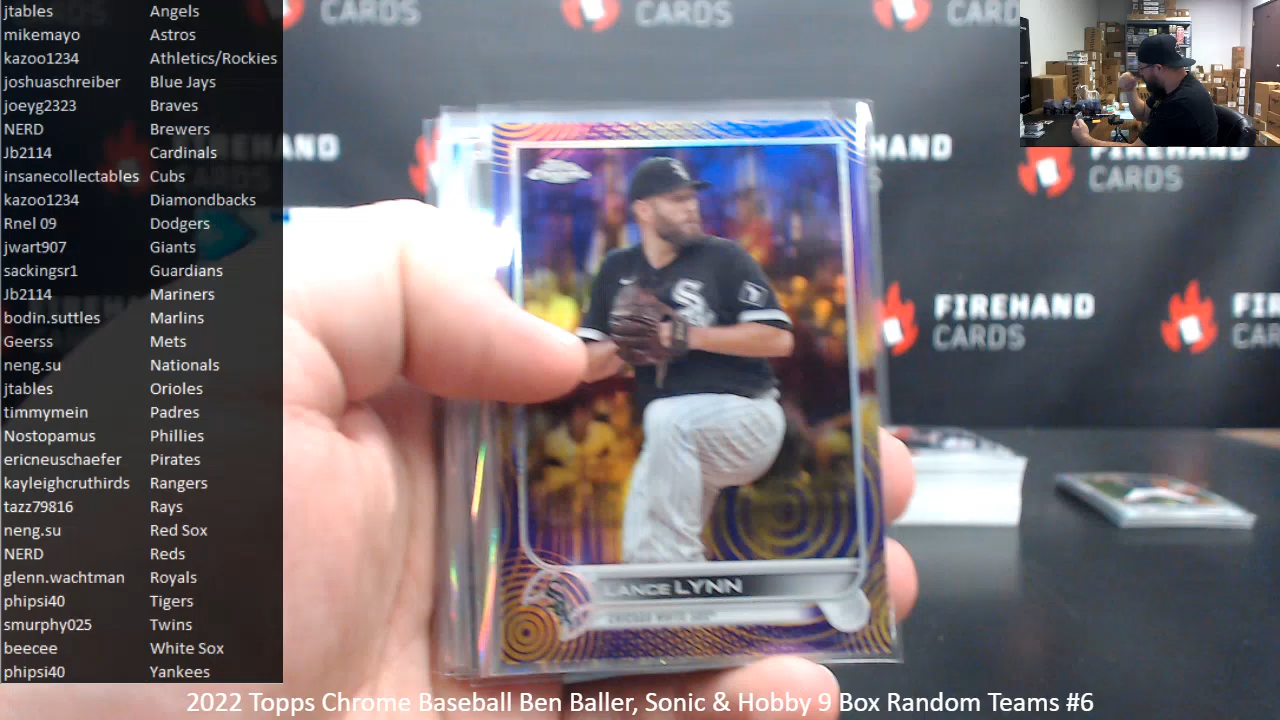 jtables Angels
mikemayo Astros
kazoo1234 Athletics/Rockies
joshuaschreiber Blue Jays
joeyg2323 Braves
NERD Brewers
Jb2114 Cardinals
insanecollectables Cubs
kazoo1234 Diamondbacks
Rnel 09 Dodgers
jwart907 Giants
sackingsr1 Guardians
Jb2114 Mariners
bodin.suttles Marlins
Geerss Mets
neng.su Nationals
jtables Orioles
timmymein Padres
Nostopamus Phillies
ericneuschaefer Pirates
kayleighcruthirds Rangers
tazz79816 Rays
neng.su Red Sox
NERD Reds
glenn.wachtman Royals
phipsi40 Tigers
smurphy025 Twins
beecee White Sox
phipsi40 Yankees
CARDS
CARDS
CARD
FIREHAND
CARDS
FIREHAND
CARDS
FIREHAND
CARDS
LANCE LYNN
CHICAGO WHITE SOX
2022 Topps Chrome Baseball Ben Baller, Sonic & Hobby 9 Box Random Teams #6